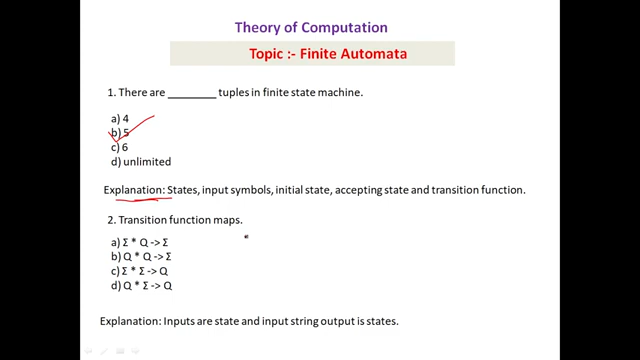 Theory of Computation
Topic :- Finite Automata
1. There are ________ tuples in finite state machine.
a) 4
b) 5
c) 6
d) unlimited
Explanation: States, input symbols, initial state, accepting state and transition function.
2. Transition function maps.
a) Σ * Q -> Σ
b) Q * Q -> Σ
c) Σ * Σ -> Q
d) Q * Σ -> Q
Explanation: Inputs are state and input string output is states.